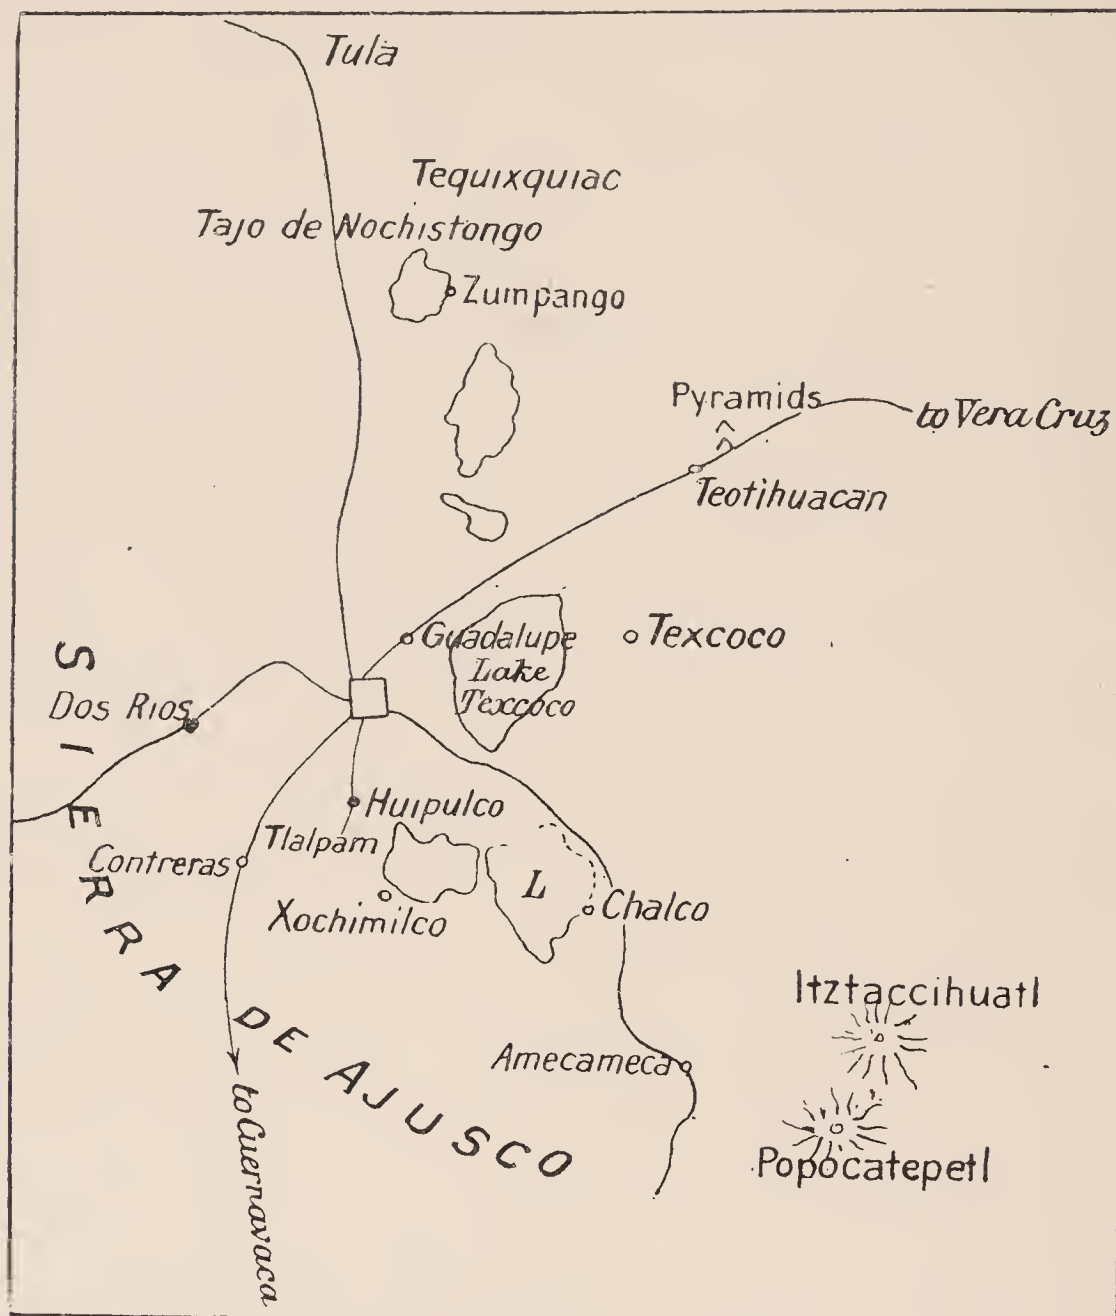 Tula
Tequixquiac
Tajo de Nochistongo
Zumpango
Pyramids
to Vera Cruz
Teotihuacan
Guadalupe
Texcoco
Lake
Texcoco
Dos Rios
Huipulco
Tlalpam
Contreras
L
Chalco
Xochimilco
Itztaccihuatl
Amecameca
Popocatepetl
SIERRA DE AJUSCO
to Cuernavaca